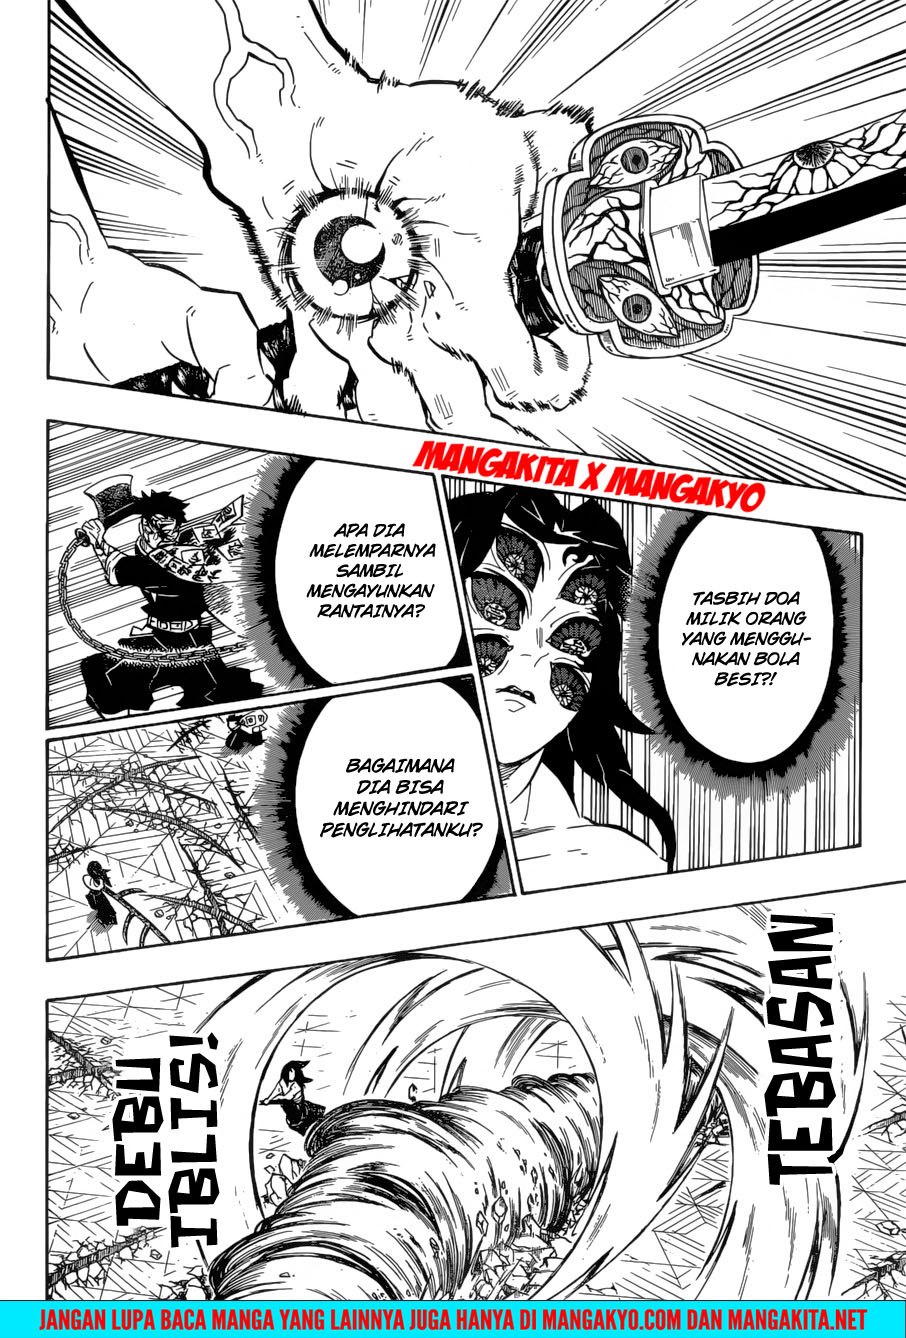 MANGAKITA X MANGAKYO
TASBIH DOA
MILIK ORANG
YANG MENGGU-
NAKAN BOLA
BESI?!
APA DIA
MELEMPARNYA
SAMBIL
MENGAYUNKAN
RANTAINYA?
BAGAIMANA
DIA BISA
MENGHINDARI
PENGLIHATANKU?
TEBASAN
DEBU
IBLIS!
JANGAN LUPA BACA MANGA YANG LAINNYA JUGA HANYA DI MANGAKYO.COM DAN MANGAKITA.NET